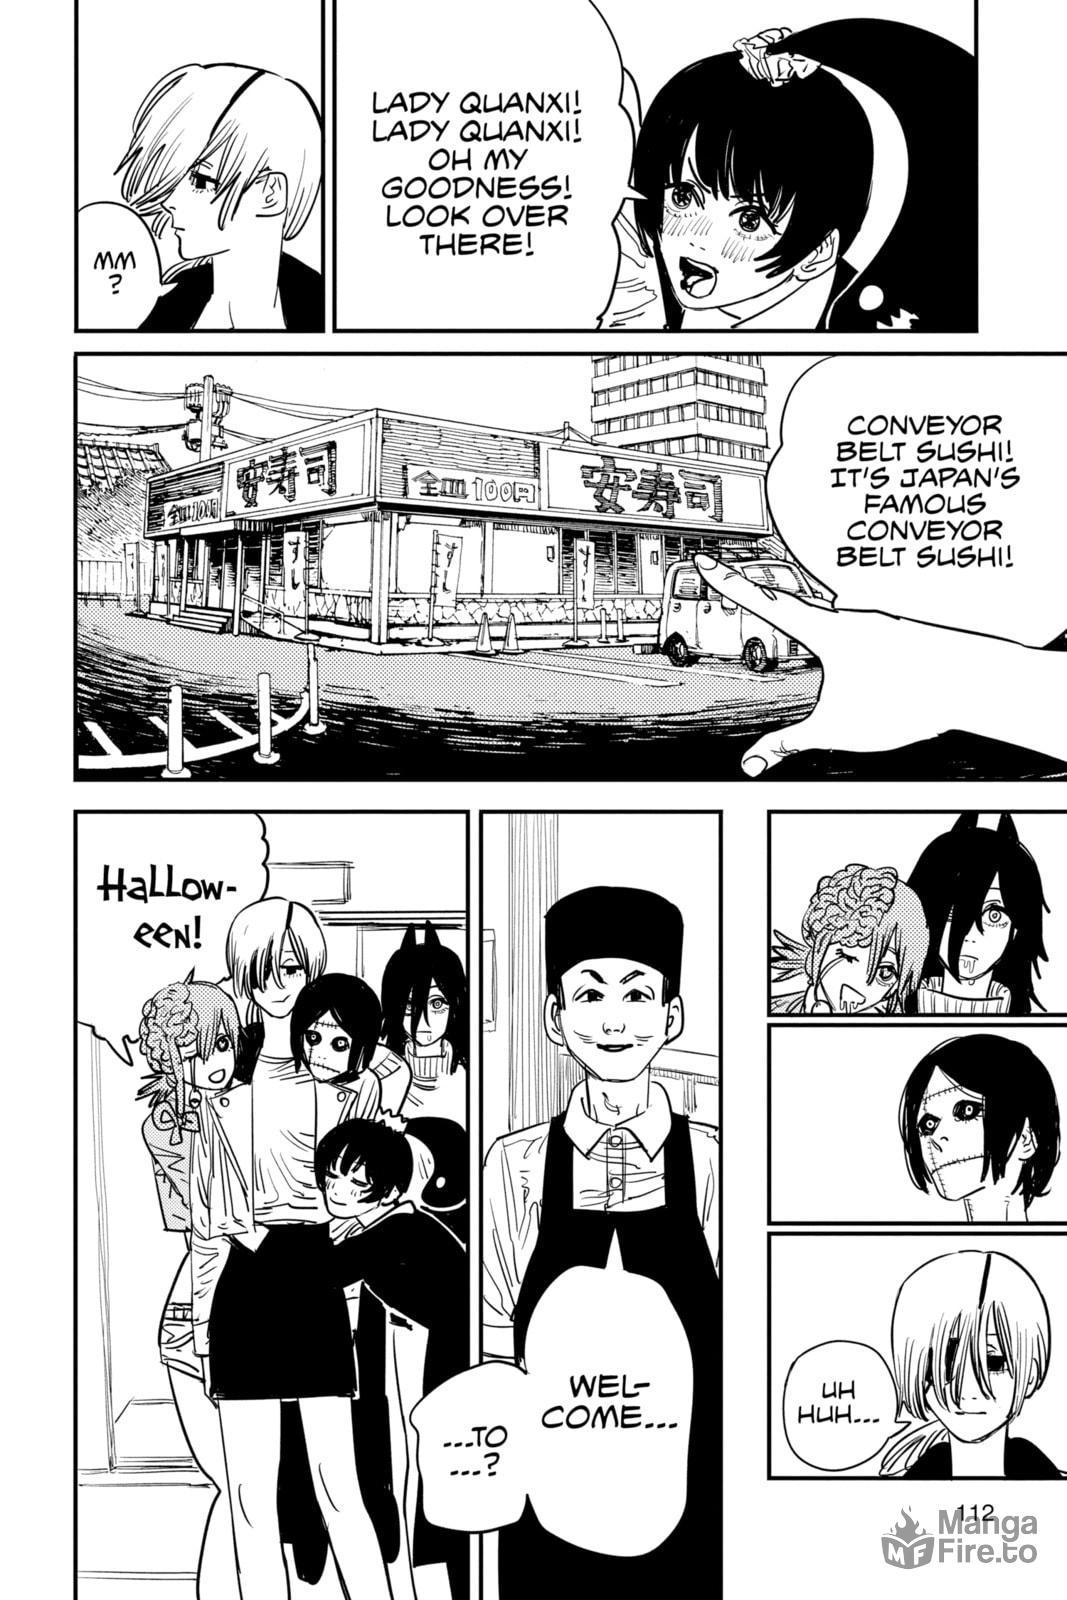 LADY QUANXI!
LADY QUANXI!
OH MY
GOODNESS!
LOOK OVER
THERE!
MM
?
CONVEYOR
BELT SUSHI!
IT'S JAPAN'S
FAMOUS
CONVEYOR
BELT SUSHI!
安寿司
全皿100円
安寿司
全皿100円
すし
すし
UH
HUH...
WEL-
COME...
...TO
...?
HALLOW-
EEN!
112
MF
Manga
Fire.to